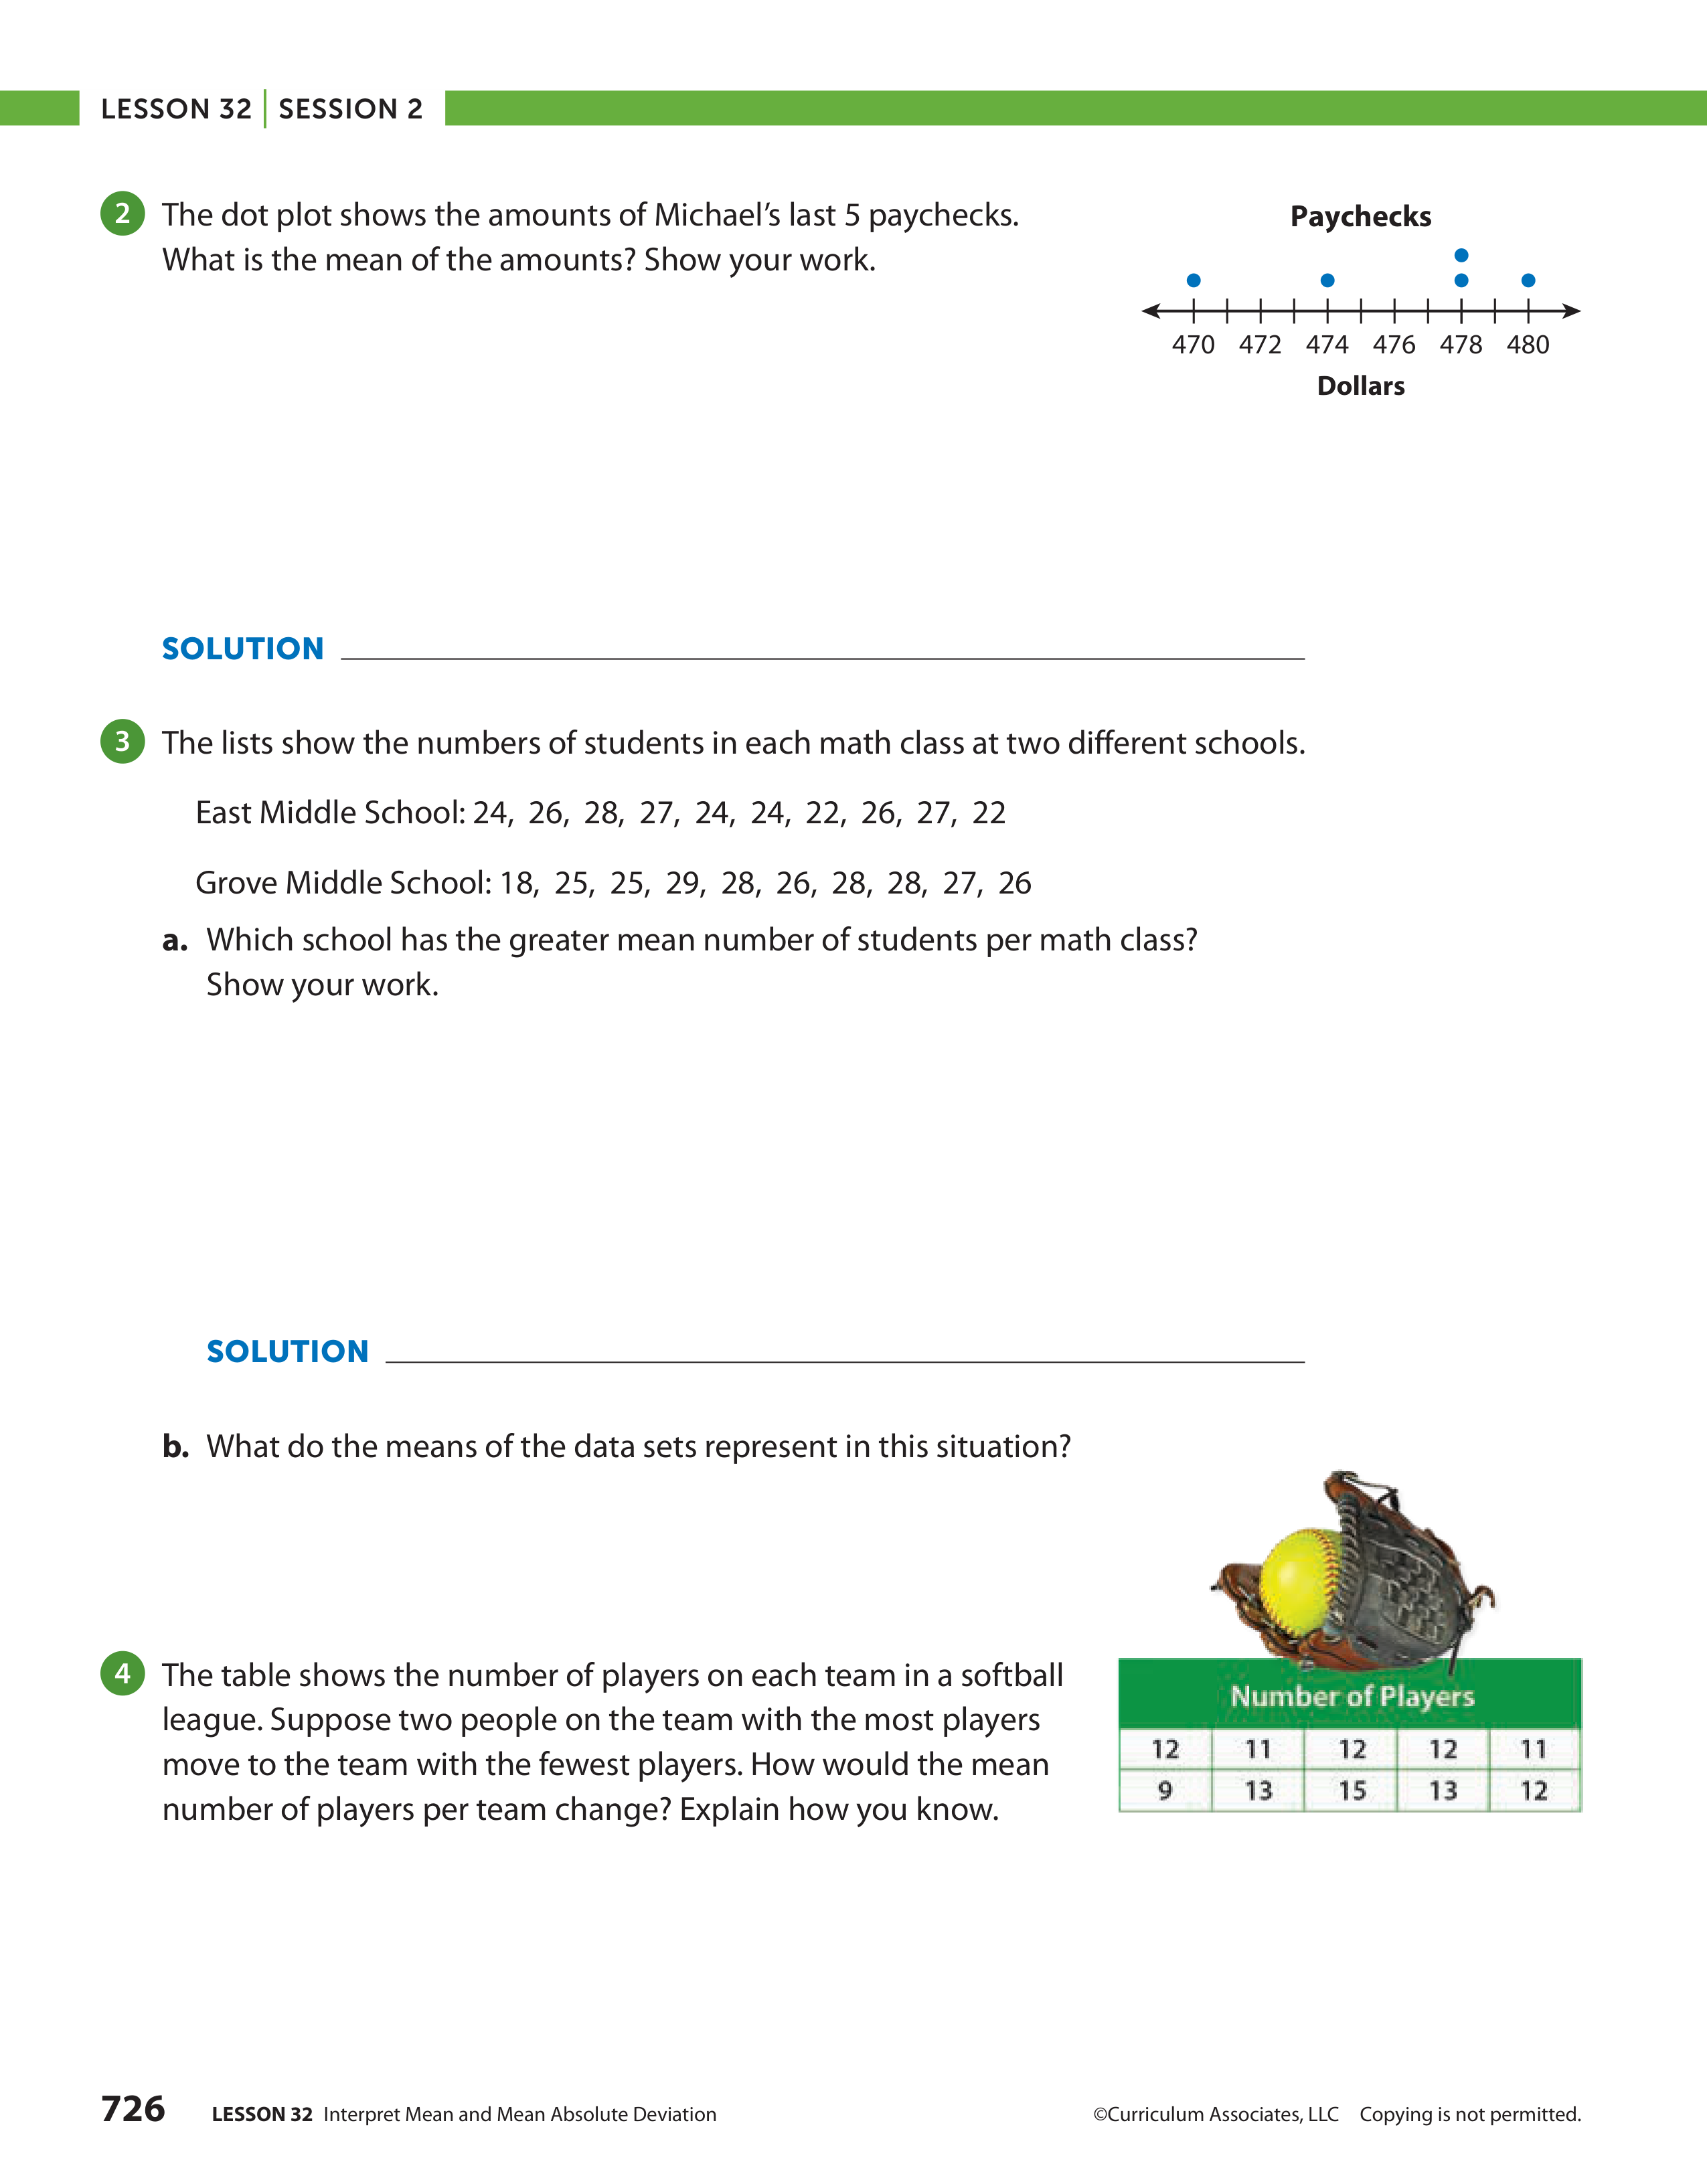 LESSON 32 | SESSION 2
2 The dot plot shows the amounts of Michael’s last 5 paychecks.
What is the mean of the amounts? Show your work.
Paychecks
470 472 474 476 478 480
Dollars
SOLUTION
3 The lists show the numbers of students in each math class at two different schools.
East Middle School: 24, 26, 28, 27, 24, 24, 22, 26, 27, 22
Grove Middle School: 18, 25, 25, 29, 28, 26, 28, 28, 27, 26
a. Which school has the greater mean number of students per math class?
Show your work.
SOLUTION
b. What do the means of the data sets represent in this situation?
4 The table shows the number of players on each team in a softball
league. Suppose two people on the team with the most players
move to the team with the fewest players. How would the mean
number of players per team change? Explain how you know.
Number of Players
12 11 12 12 11
9 13 15 13 12
726 LESSON 32 Interpret Mean and Mean Absolute Deviation
©Curriculum Associates, LLC Copying is not permitted.